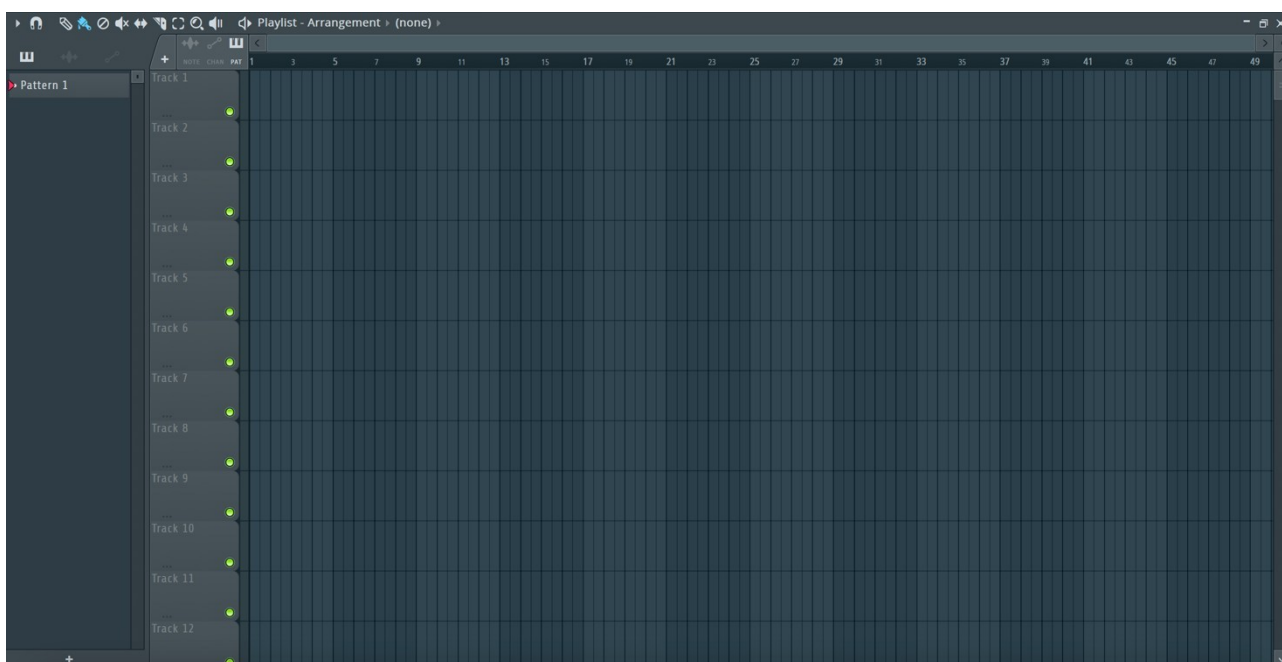 Playlist - Arrangement (none)
NOTE CHAN PAT 1 3 5 7 9 11 13 15 17 19 21 23 25 27 29 31 33 35 37 39 41 43 45 47 49
Pattern 1
Track 1
Track 2
Track 3
Track 4
Track 5
Track 6
Track 7
Track 8
Track 9
Track 10
Track 11
Track 12